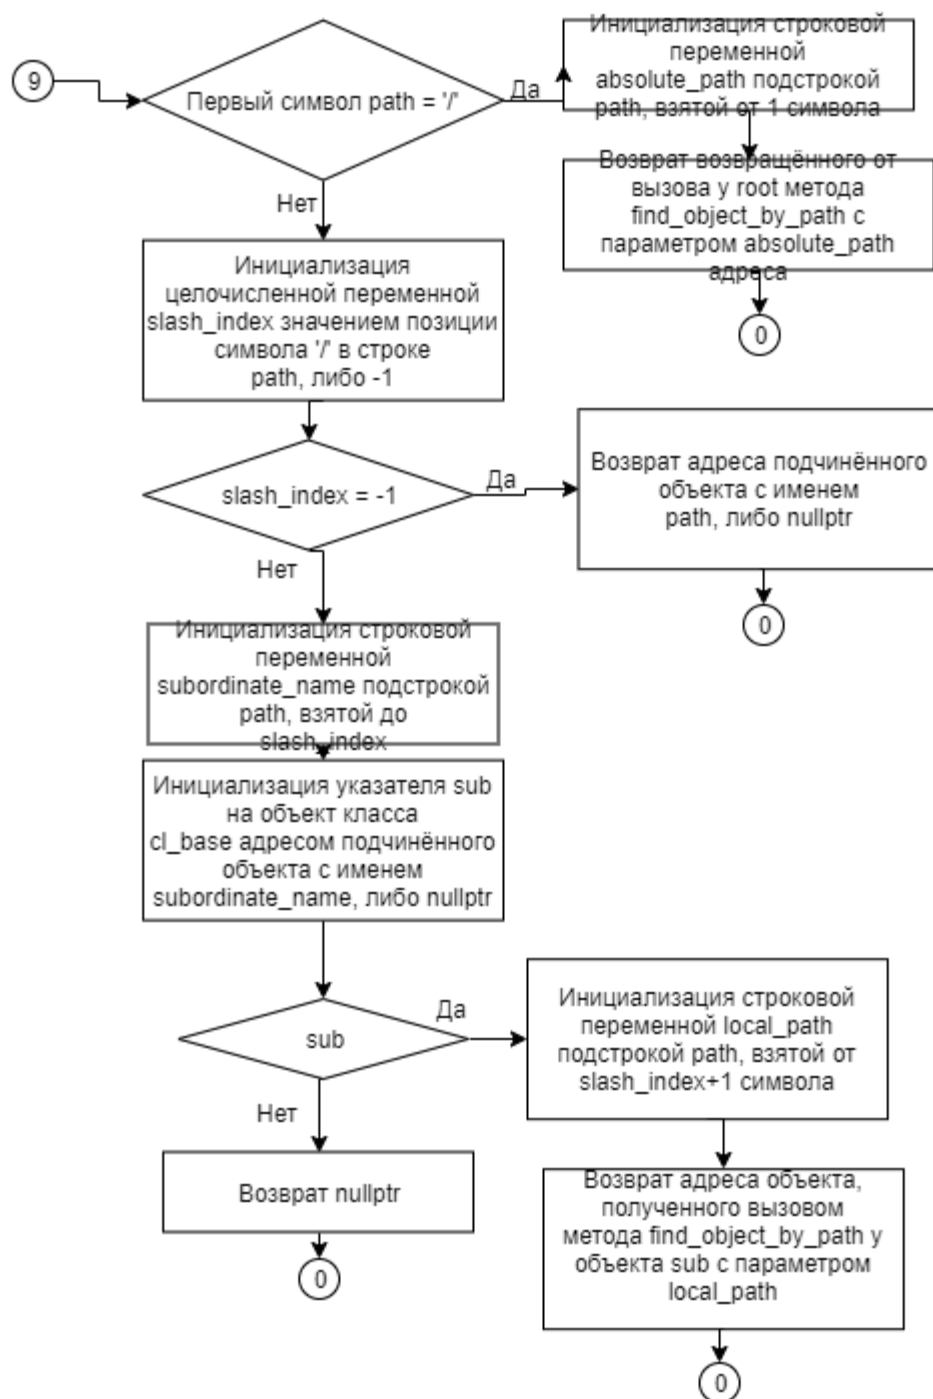 9
Первый символ path = '/'
Да
Инициализация строковой
переменной
absolute_path подстрокой
path, взятой от 1 символа
Возврат возвращённого от
вызова у root метода
find_object_by_path с
параметром absolute_path
адреса
0
Нет
Инициализация
целочисленной переменной
slash_index значением позиции
символа '/' в строке
path, либо -1
slash_index = -1
Да
Возврат адреса подчинённого
объекта с именем
path, либо nullptr
0
Нет
Инициализация строковой
переменной
subordinate_name подстрокой
path, взятой до
slash_index
Инициализация указателя sub
на объект класса
cl_base адресом подчинённого
объекта с именем
subordinate_name, либо nullptr
sub
Да
Инициализация строковой
переменной local_path
подстрокой path, взятой от
slash_index+1 символа
Нет
Возврат nullptr
0
Возврат адреса объекта,
полученного вызовом
метода find_object_by_path у
объекта sub с параметром
local_path
0